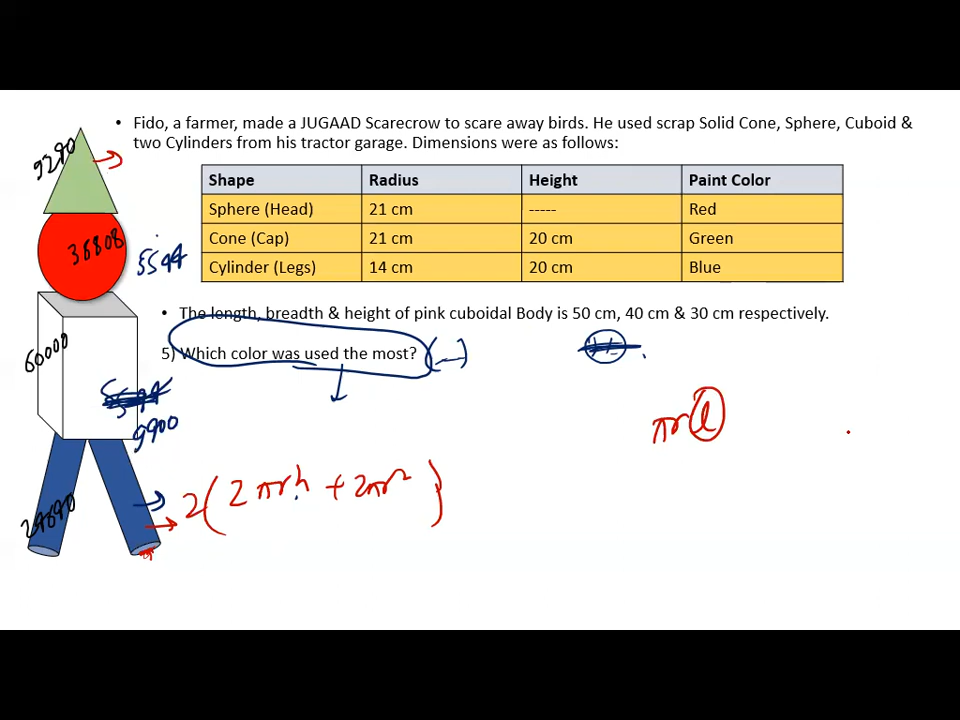 • Fido, a farmer, made a JUGAAD Scarecrow to scare away birds. He used scrap Solid Cone, Sphere, Cuboid &
two Cylinders from his tractor garage. Dimensions were as follows:
Shape Radius Height Paint Color
Sphere (Head) 21 cm ----- Red
Cone (Cap) 21 cm 20 cm Green
Cylinder (Legs) 14 cm 20 cm Blue
• The length, breadth & height of pink cuboidal Body is 50 cm, 40 cm & 30 cm respectively.
5) Which color was used the most? (—)
38808
5544
60000
9900
πrl
2(2πrh + 2πr²)